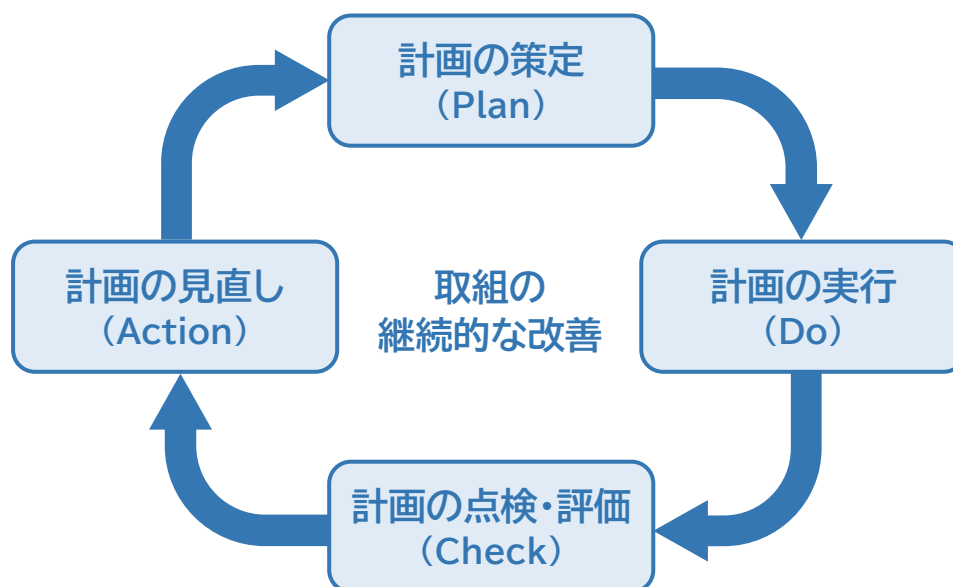 計画の策定
（Plan）
計画の見直し
（Action）
取組の
継続的な改善
計画の実行
（Do）
計画の点検・評価
（Check）